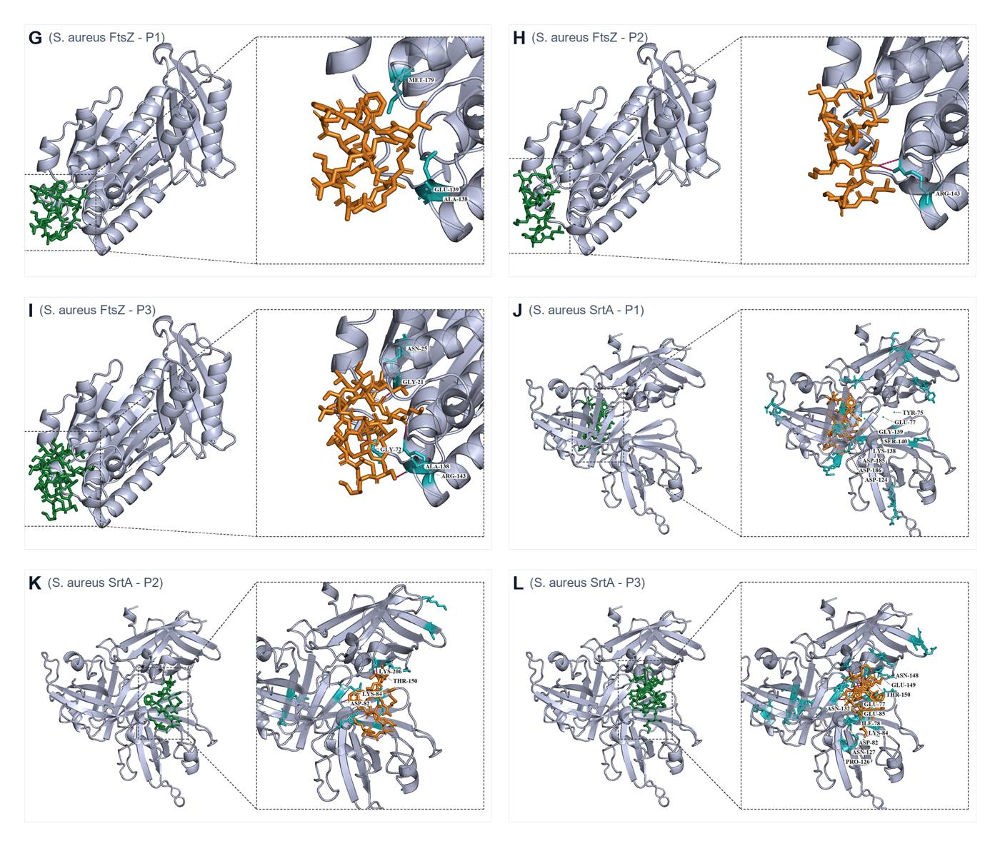 G (S. aureus FtsZ - P1)
MET-179
GLU-139
ALA-138
H (S. aureus FtsZ - P2)
ARG-143
I (S. aureus FtsZ - P3)
ASN-25
GLY-21
GLY-72
ALA-138
ARG-143
J (S. aureus SrtA - P1)
TYR-75
GLU-77
GLY-139
SER-140
LYS-138
ASP-185
ASP-186
ASP-124
K (S. aureus SrtA - P2)
LYS-206
THR-150
LYS-84
ASP-82
L (S. aureus SrtA - P3)
ASN-148
GLU-149
THR-150
GLU-77
ASN-132
GLU-85
ILE-78
LYS-84
ASP-82
ASN-127
PRO-126